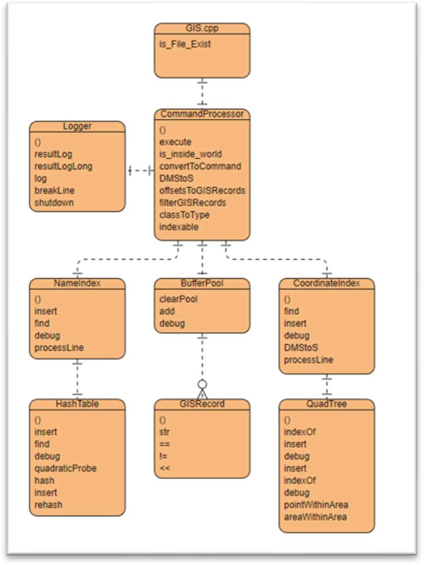 GIS.cpp
is_File_Exist
CommandProcessor
()
execute
is_inside_world
convertToCommand
DMStoS
offsetsToGISRecords
filterGISRecords
classToType
indexable
Logger
()
resultLog
resultLogLong
log
breakLine
shutdown
NameIndex
()
insert
find
debug
processLine
BufferPool
clearPool
add
debug
CoordinateIndex
()
find
insert
debug
DMStoS
processLine
HashTable
()
insert
find
debug
quadraticProbe
hash
insert
rehash
GISRecord
()
str
==
!=
<<
QuadTree
()
indexOf
insert
debug
insert
indexOf
debug
pointWithinArea
areaWithinArea